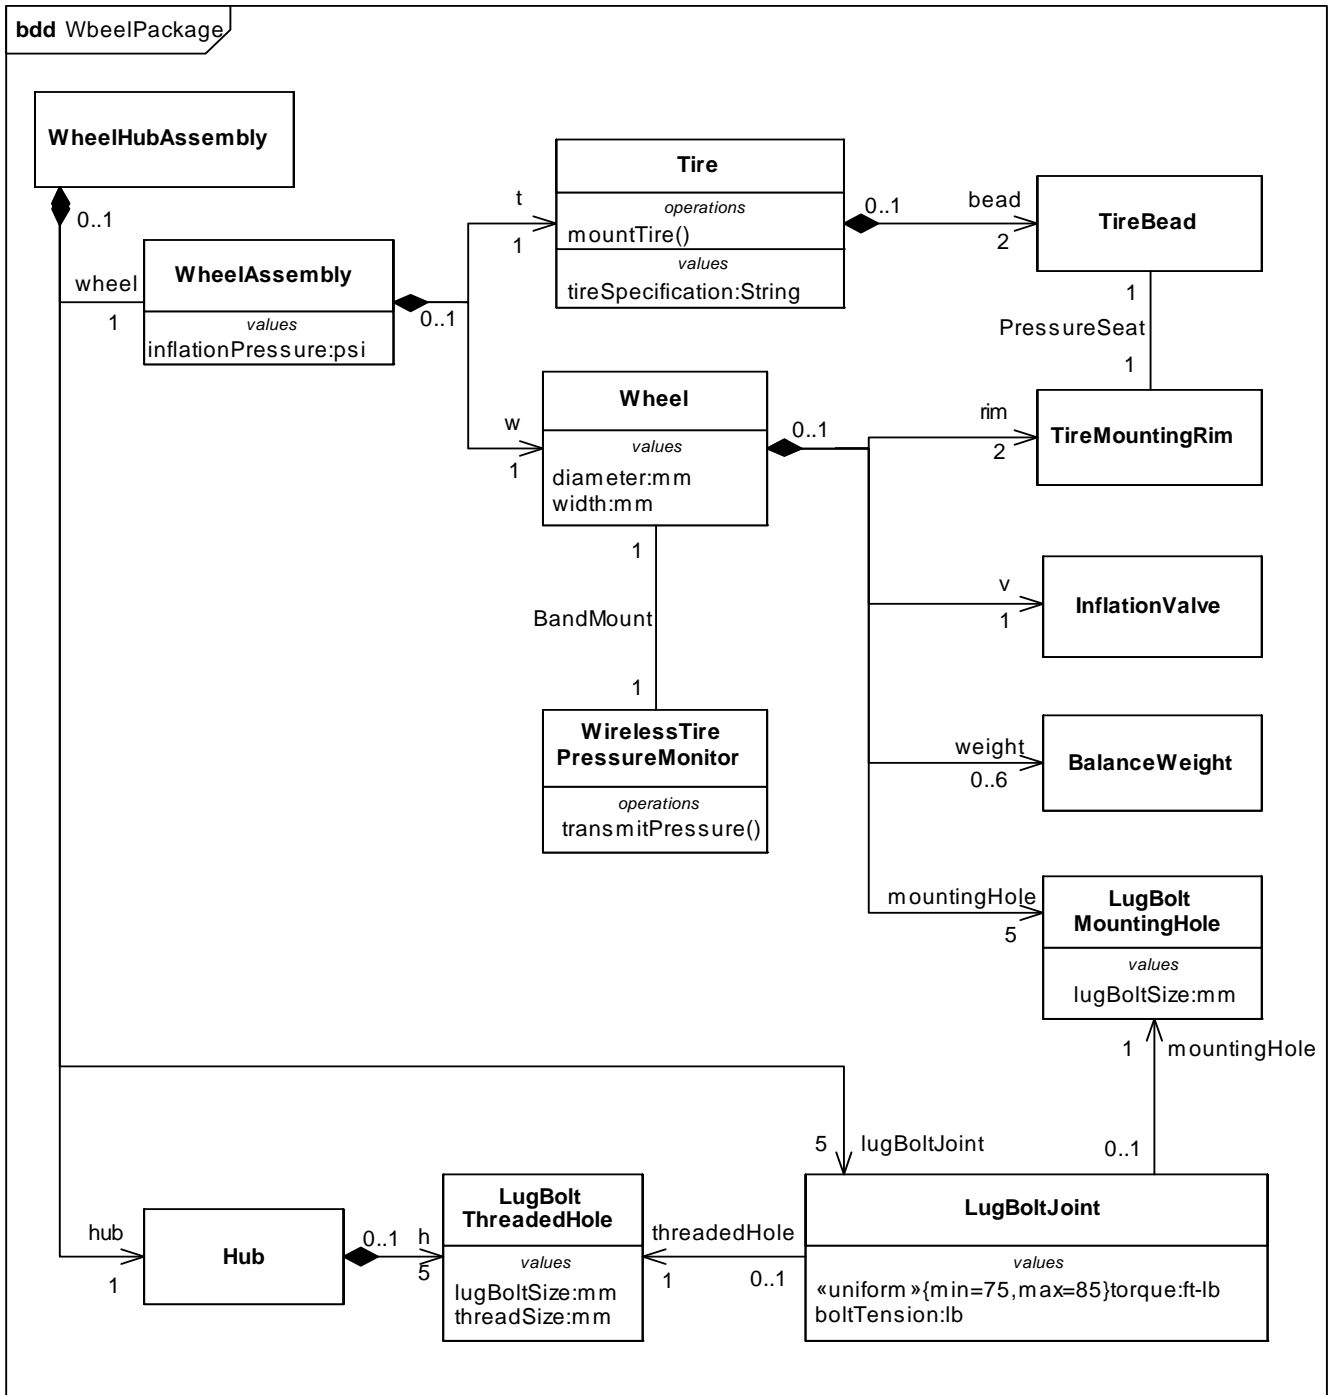 bdd WbeelPackage
WheelHubAssembly
0..1
wheel
1
WheelAssembly
values
inflationPressure:psi
0..1
t
1
Tire
operations
mountTire()
values
tireSpecification:String
0..1
bead
2
TireBead
1
PressureSeat
1
w
1
Wheel
values
diameter:mm
width:mm
0..1
rim
2
TireMountingRim
1
BandMount
1
v
1
InflationValve
WirelessTire
PressureMonitor
operations
transmitPressure()
weight
0..6
BalanceWeight
mountingHole
5
LugBolt
MountingHole
values
lugBoltSize:mm
1
mountingHole
0..1
5
lugBoltJoint
hub
1
Hub
0..1
h
5
LugBolt
ThreadedHole
values
lugBoltSize:mm
threadSize:mm
threadedHole
1
0..1
LugBoltJoint
values
«uniform»{min=75,max=85}torque:ft-lb
boltTension:lb